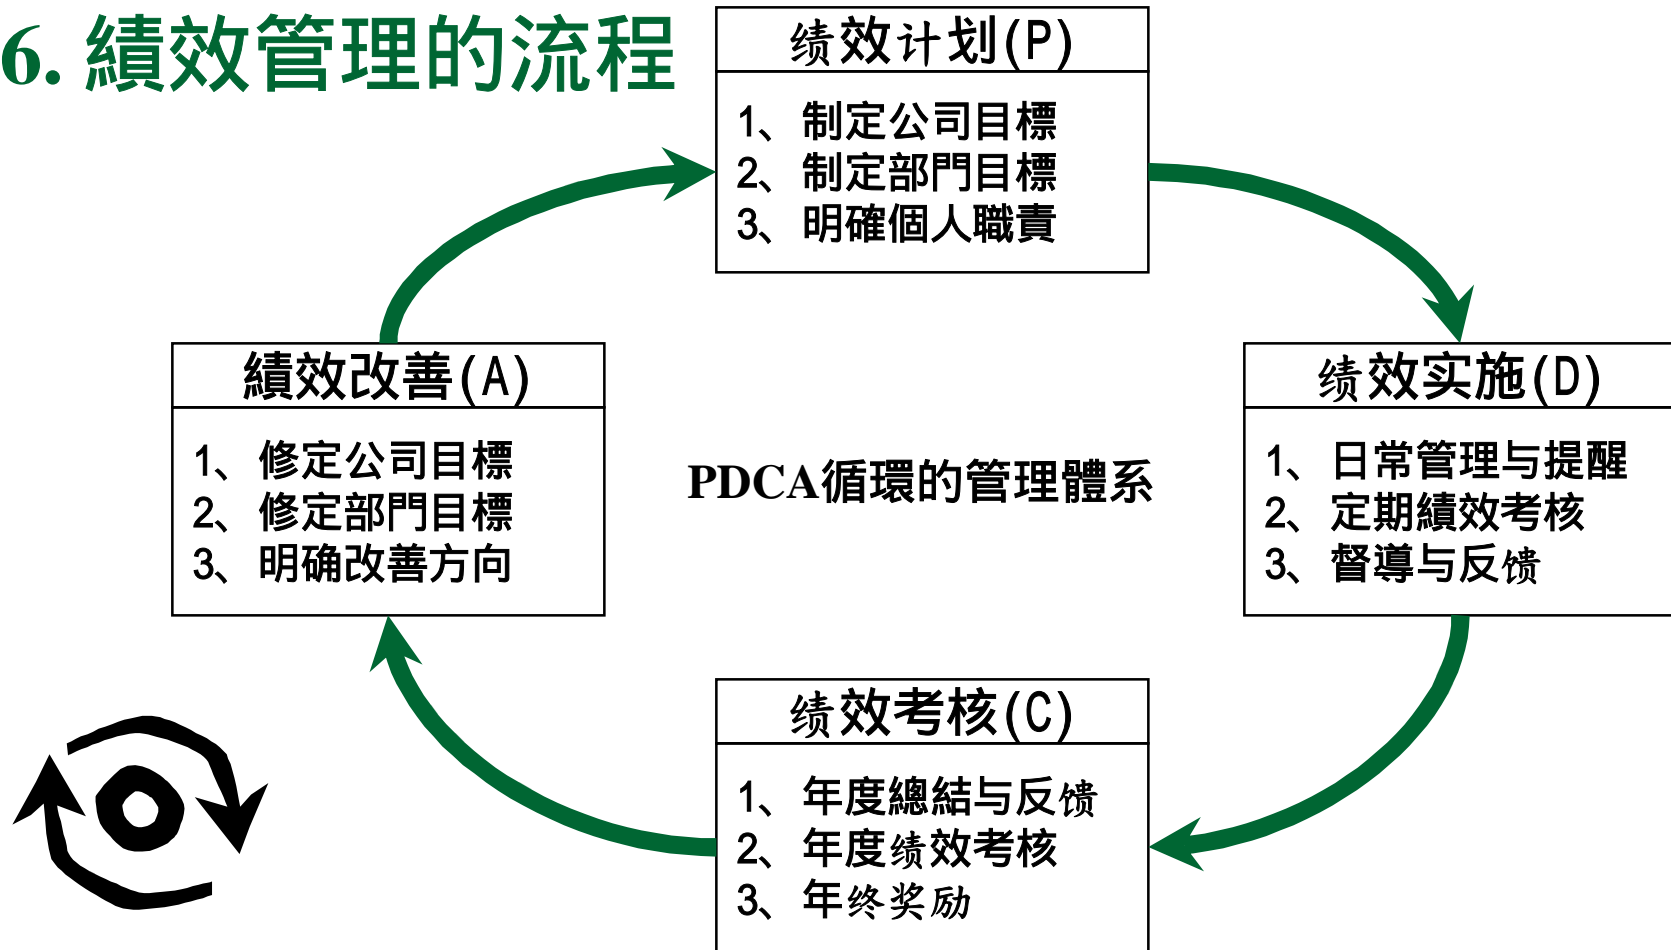 6. 績效管理的流程
绩效计划(P)
1、制定公司目標
2、制定部門目標
3、明確個人職責
績效改善(A)
1、修定公司目標
2、修定部門目標
3、明确改善方向
PDCA循環的管理體系
绩效实施(D)
1、日常管理与提醒
2、定期績效考核
3、督導与反馈
绩效考核(C)
1、年度總結与反馈
2、年度绩效考核
3、年终奖励